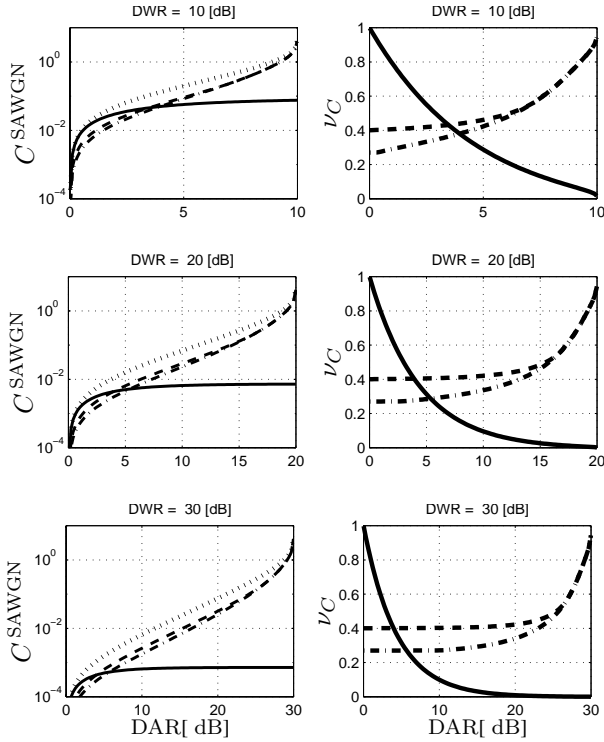 DWR = 10 [dB]
DWR = 10 [dB]
C^SAWGN
10^0
10^−2
10^−4
0 5 10
ν_C
1
0.8
0.6
0.4
0.2
0
0 5 10
DWR = 20 [dB]
DWR = 20 [dB]
C^SAWGN
10^0
10^−2
10^−4
0 5 10 15 20
ν_C
1
0.8
0.6
0.4
0.2
0
0 5 10 15 20
DWR = 30 [dB]
DWR = 30 [dB]
C^SAWGN
10^0
10^−2
10^−4
0 10 20 30
DAR[ dB]
ν_C
1
0.8
0.6
0.4
0.2
0
0 10 20 30
DAR[ dB]